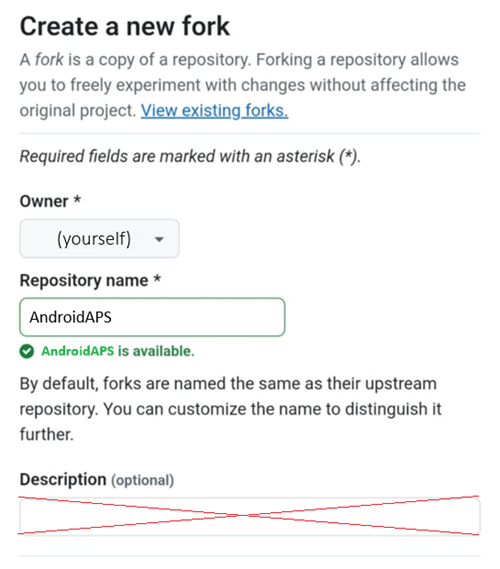 Create a new fork
A fork is a copy of a repository. Forking a repository allows
you to freely experiment with changes without affecting the
original project. View existing forks.
Required fields are marked with an asterisk (*).
Owner *
(yourself)
Repository name *
AndroidAPS
AndroidAPS is available.
By default, forks are named the same as their upstream
repository. You can customize the name to distinguish it
further.
Description (optional)